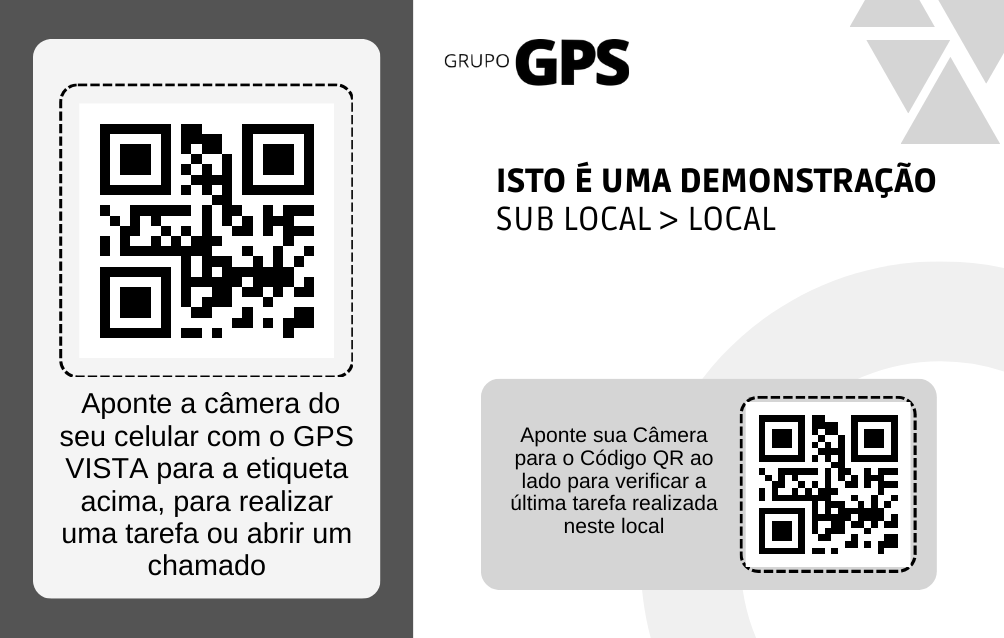 Aponte a câmera do
seu celular com o GPS
VISTA para a etiqueta
acima, para realizar
uma tarefa ou abrir um
chamado
GRUPO GPS
ISTO É UMA DEMONSTRAÇÃO
SUB LOCAL > LOCAL
Aponte sua Câmera
para o Código QR ao
lado para verificar a
última tarefa realizada
neste local